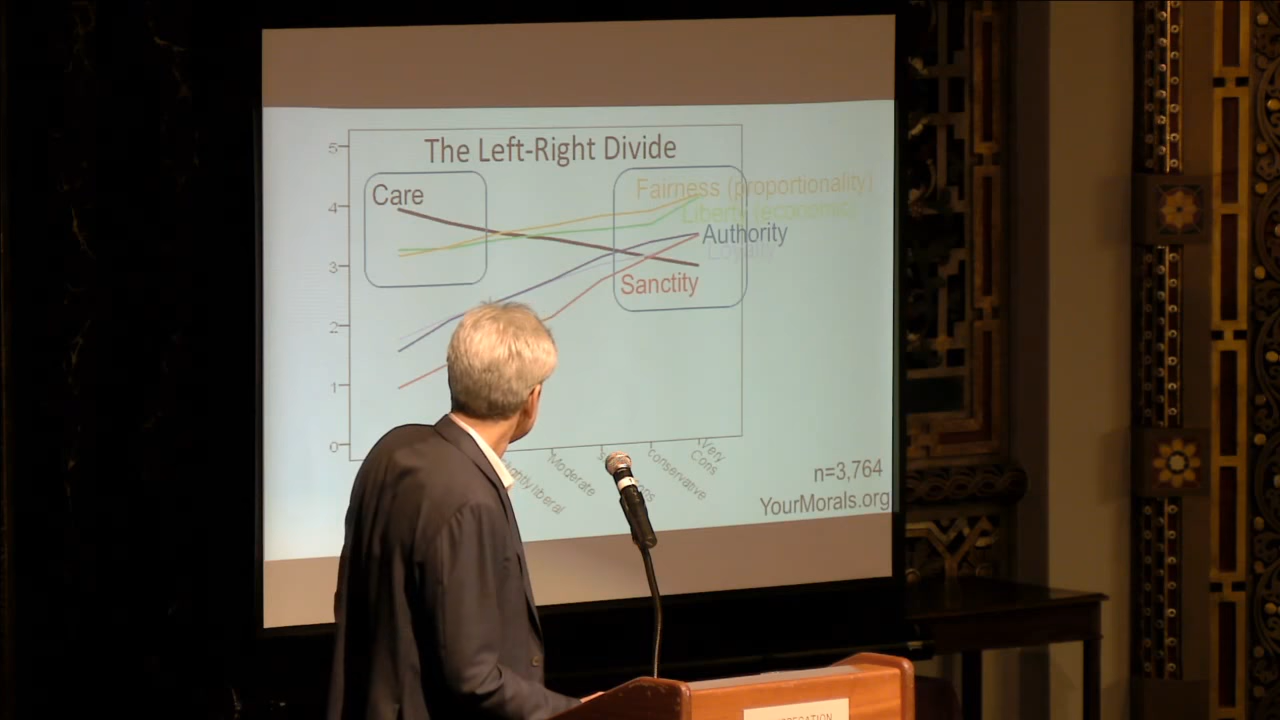 The Left-Right Divide
5
4
3
2
1
0
Care
Fairness (proportionality)
Liberty (economic)
Authority
Loyalty
Sanctity
Moderate
conservative
Very
Cons
n=3,764
YourMorals.org